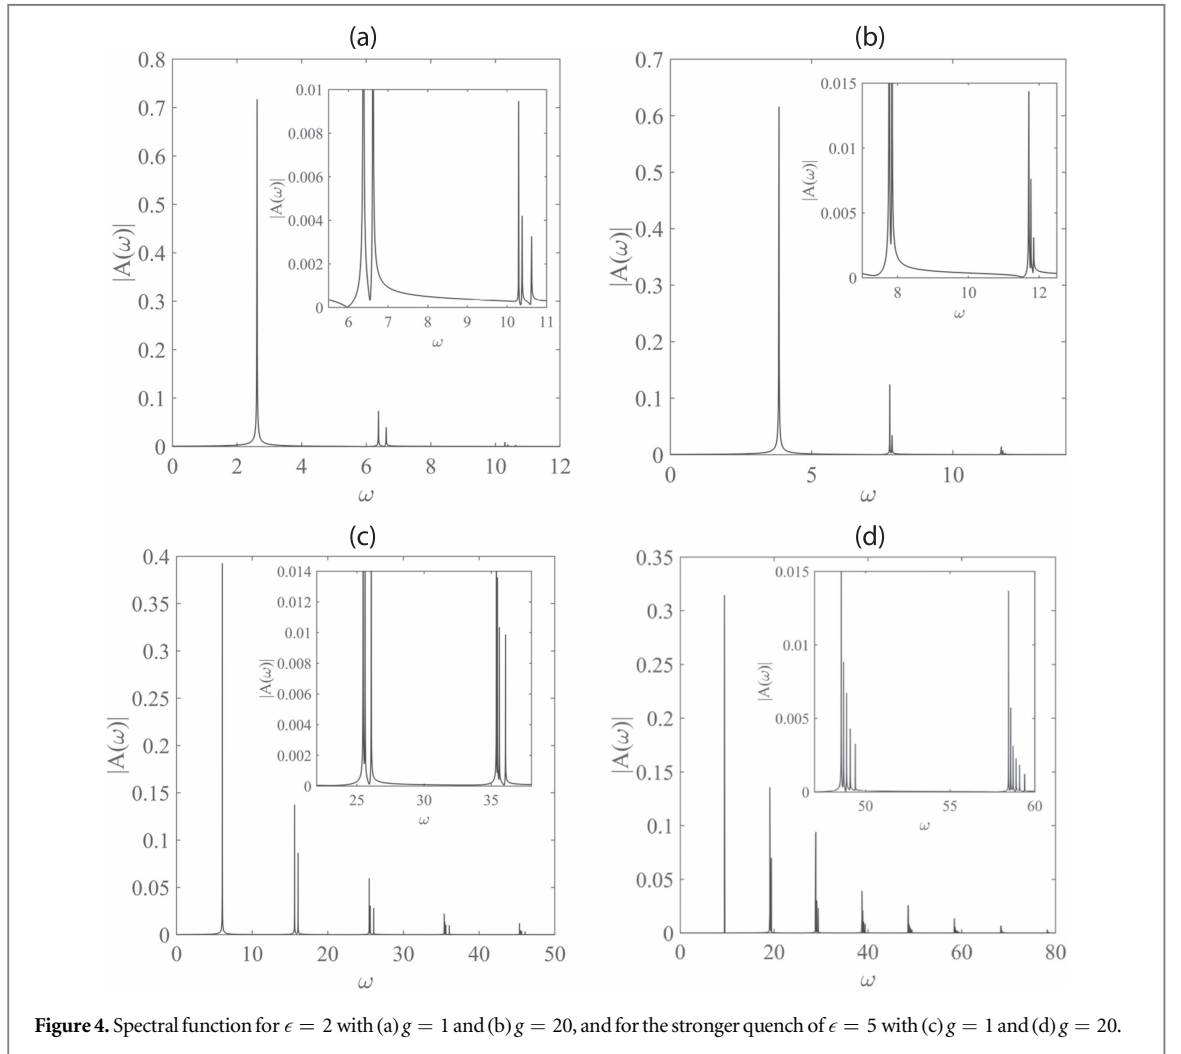 (a)
0.8
0.7
0.6
0.5
0.4
0.3
0.2
0.1
0
|A(ω)|
0 2 4 6 8 10 12
ω
0.01
0.008
0.006
0.004
0.002
0
|A(ω)|
6 7 8 9 10 11
ω
(b)
0.7
0.6
0.5
0.4
0.3
0.2
0.1
0
|A(ω)|
0 5 10
ω
0.015
0.01
0.005
0
|A(ω)|
8 10 12
ω
(c)
0.4
0.35
0.3
0.25
0.2
0.15
0.1
0.05
0
|A(ω)|
0 10 20 30 40 50
ω
0.014
0.012
0.01
0.008
0.006
0.004
0.002
0
|A(ω)|
25 30 35
ω
(d)
0.35
0.3
0.25
0.2
0.15
0.1
0.05
0
|A(ω)|
0 20 40 60 80
ω
0.015
0.01
0.005
0
|A(ω)|
50 55 60
ω
Figure 4. Spectral function for ϵ = 2 with (a) g = 1 and (b) g = 20, and for the stronger quench of ϵ = 5 with (c) g = 1 and (d) g = 20.